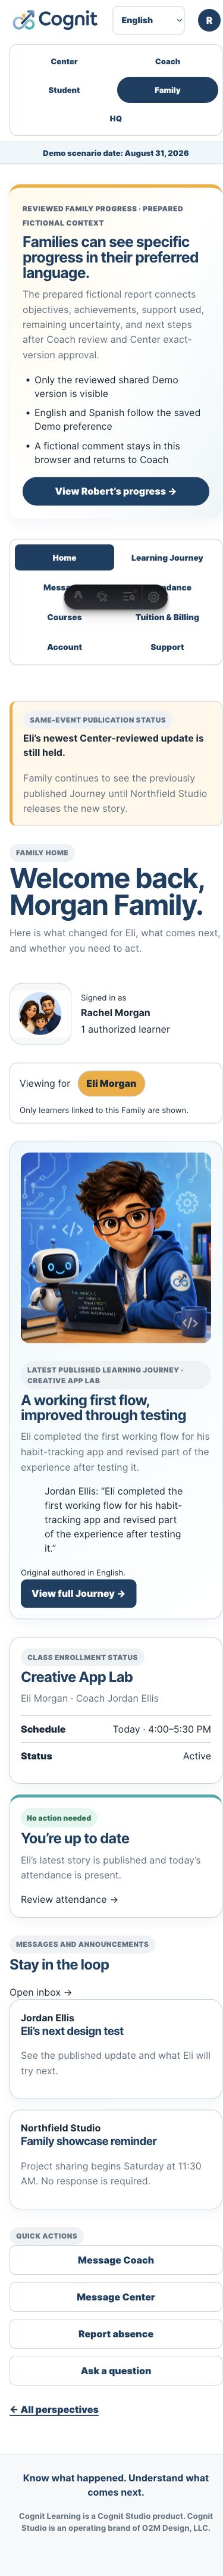 Cognit
English
R
Center
Coach
Student
Family
HQ
Demo scenario date: August 31, 2026
REVIEWED FAMILY PROGRESS · PREPARED
FICTIONAL CONTEXT
Families can see specific
progress in their preferred
language.
The prepared fictional report connects
objectives, achievements, support used,
remaining uncertainty, and next steps
after Coach review and Center exact-
version approval.
• Only the reviewed shared Demo
version is visible
• English and Spanish follow the saved
Demo preference
• A fictional comment stays in this
browser and returns to Coach
View Robert’s progress →
Home
Learning Journey
Courses
Tuition & Billing
Account
Support
SAME-EVENT PUBLICATION STATUS
Eli’s newest Center-reviewed update is
still held.
Family continues to see the previously
published Journey until Northfield Studio
releases the new story.
FAMILY HOME
Welcome back,
Morgan Family.
Here is what changed for Eli, what comes next,
and whether you need to act.
Signed in as
Rachel Morgan
1 authorized learner
Viewing for
Eli Morgan
Only learners linked to this Family are shown.
LATEST PUBLISHED LEARNING JOURNEY ·
CREATIVE APP LAB
A working first flow,
improved through testing
Eli completed the first working flow for his
habit-tracking app and revised part of the
experience after testing it.
Jordan Ellis: “Eli completed the
first working flow for his habit-
tracking app and revised part
of the experience after testing
it.”
Original authored in English.
View full Journey →
CLASS ENROLLMENT STATUS
Creative App Lab
Eli Morgan · Coach Jordan Ellis
Schedule
Today · 4:00–5:30 PM
Status
Active
No action needed
You’re up to date
Eli’s latest story is published and today’s
attendance is present.
Review attendance →
MESSAGES AND ANNOUNCEMENTS
Stay in the loop
Open inbox →
Jordan Ellis
Eli’s next design test
See the published update and what Eli will
try next.
Northfield Studio
Family showcase reminder
Project sharing begins Saturday at 11:30
AM. No response is required.
QUICK ACTIONS
Message Coach
Message Center
Report absence
Ask a question
← All perspectives
Know what happened. Understand what
comes next.
Cognit Learning is a Cognit Studio product. Cognit
Studio is an operating brand of O2M Design, LLC.